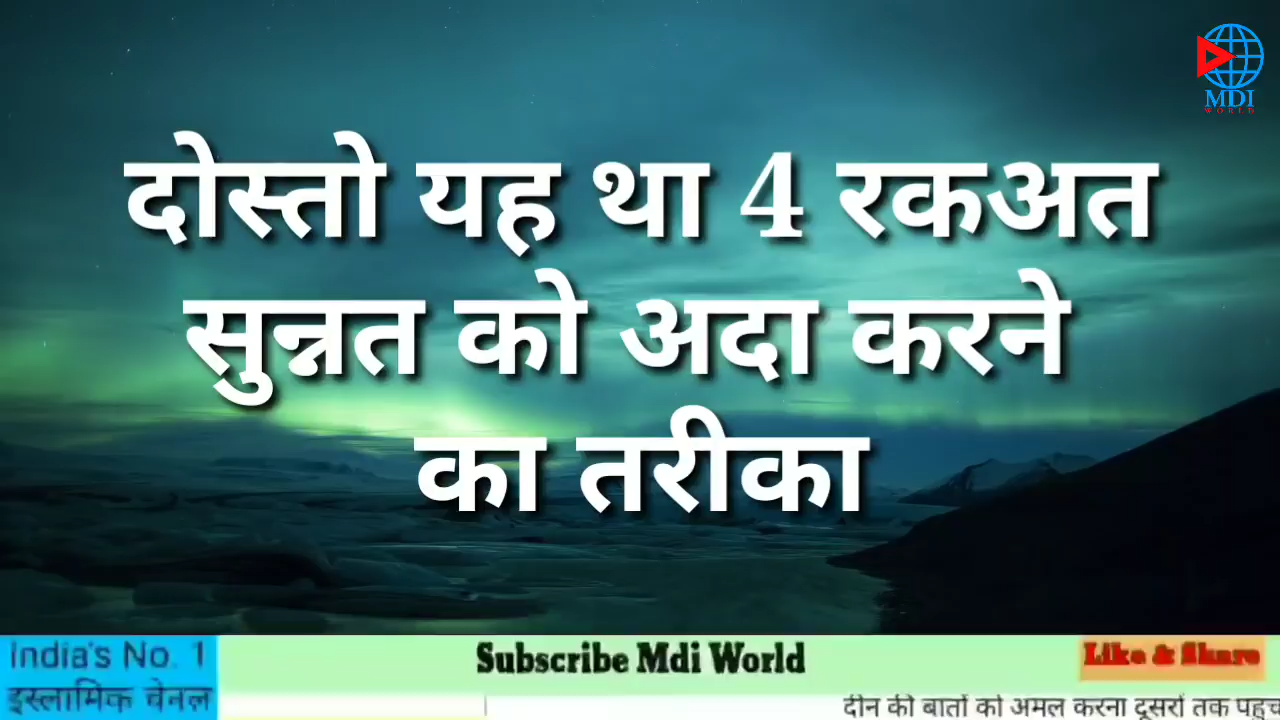 MDI
WORLD
दोस्तो यह था 4 रकअत
सुन्नत को अदा करने
का तरीका
India's No. 1
इस्लामिक चेनल
Subscribe Mdi World
Like & Share
दीन की बातों को अमल करना दूसरों तक